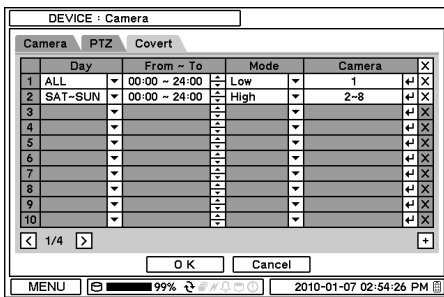 DEVICE : Camera
Camera PTZ Covert
Day From ~ To Mode Camera X
1 ALL 00:00 ~ 24:00 Low 1 X
2 SAT~SUN 00:00 ~ 24:00 High 2~8 X
3 X
4 X
5 X
6 X
7 X
8 X
9 X
10 X
< 1/4 > +
OK Cancel
MENU 99% 2010-01-07 02:54:26 PM